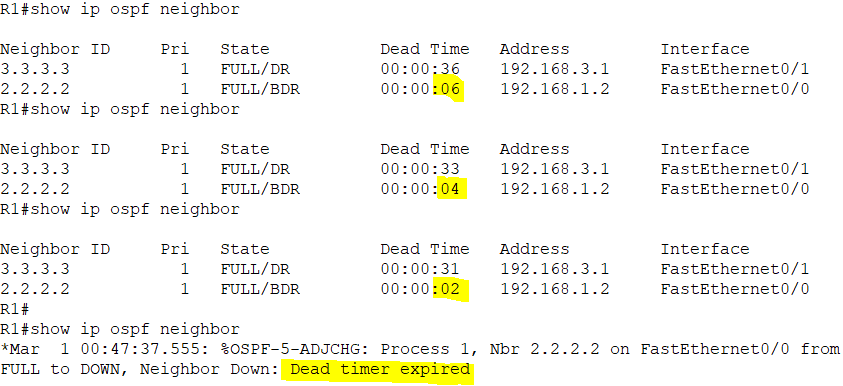 R1#show ip ospf neighbor
Neighbor ID     Pri   State           Dead Time   Address         Interface
3.3.3.3           1   FULL/DR         00:00:36    192.168.3.1     FastEthernet0/1
2.2.2.2           1   FULL/BDR        00:00:06    192.168.1.2     FastEthernet0/0
R1#show ip ospf neighbor
Neighbor ID     Pri   State           Dead Time   Address         Interface
3.3.3.3           1   FULL/DR         00:00:33    192.168.3.1     FastEthernet0/1
2.2.2.2           1   FULL/BDR        00:00:04    192.168.1.2     FastEthernet0/0
R1#show ip ospf neighbor
Neighbor ID     Pri   State           Dead Time   Address         Interface
3.3.3.3           1   FULL/DR         00:00:31    192.168.3.1     FastEthernet0/1
2.2.2.2           1   FULL/BDR        00:00:02    192.168.1.2     FastEthernet0/0
R1#
R1#show ip ospf neighbor
*Mar  1 00:47:37.555: %OSPF-5-ADJCHG: Process 1, Nbr 2.2.2.2 on FastEthernet0/0 from
FULL to DOWN, Neighbor Down: Dead timer expired